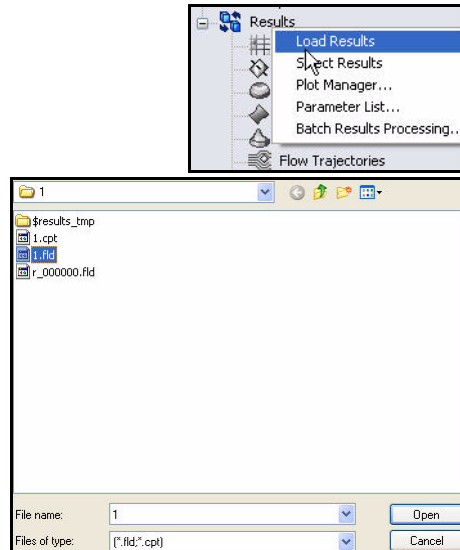 Results
Load Results
Select Results
Plot Manager...
Parameter List...
Batch Results Processing...
Flow Trajectories
1
$results_tmp
1.cpt
1.fld
r_000000.fld
File name: 1 Open
Files of type: (*.fld;*.cpt) Cancel